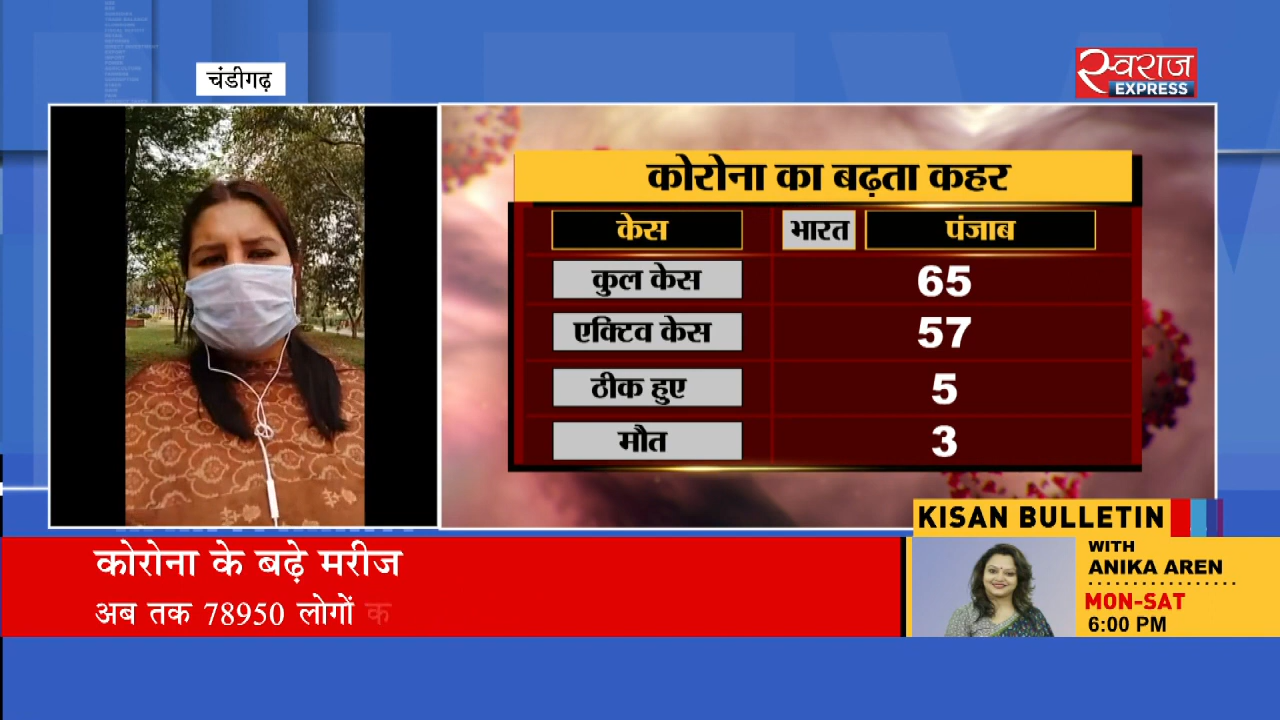 चंडीगढ़
स्वराज
EXPRESS
कोरोना का बढ़ता कहर
केस भारत पंजाब
कुल केस 65
एक्टिव केस 57
ठीक हुए 5
मौत 3
KISAN BULLETIN
WITH
ANIKA AREN
MON-SAT
6:00 PM
कोरोना के बढ़े मरीज
अब तक 78950 लोगों क